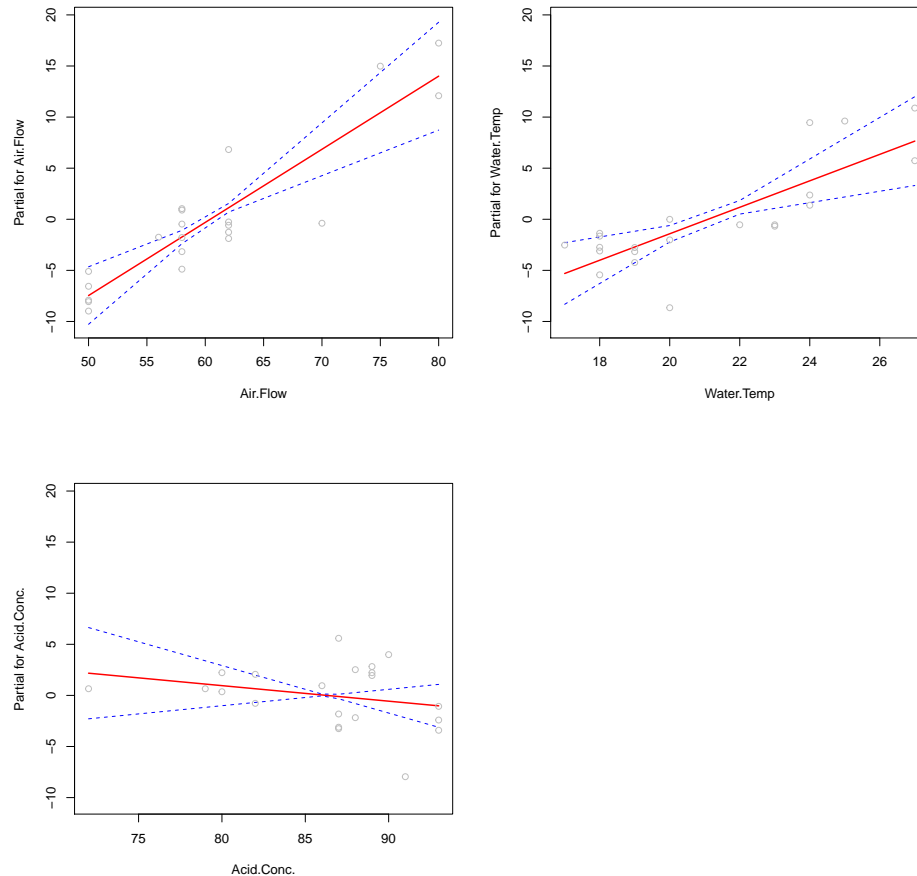 20
15
10
5
0
−5
−10
Partial for Air.Flow
50 55 60 65 70 75 80
Air.Flow
20
15
10
5
0
−5
−10
Partial for Water.Temp
18 20 22 24 26
Water.Temp
20
15
10
5
0
−5
−10
Partial for Acid.Conc.
75 80 85 90
Acid.Conc.